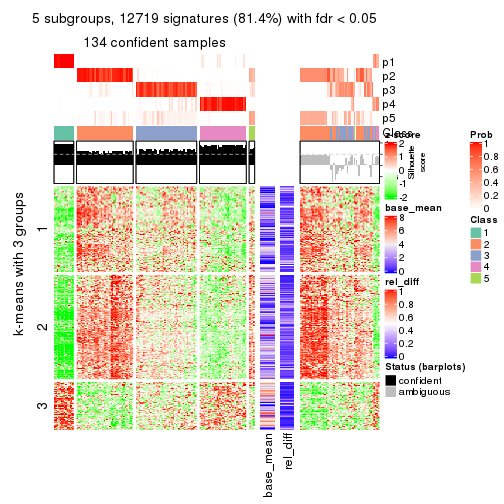 5 subgroups, 12719 signatures (81.4%) with fdr < 0.05
134 confident samples
p1
p2
p3
p4
p5
Class
k-means with 3 groups
1
2
3
base_mean
rel_diff
z-score
2
1
0
-1
-2
Silhouette
score
base_mean
8
6
4
2
0
rel_diff
1
0.8
0.6
0.4
0.2
0
Status (barplots)
confident
ambiguous
Prob
1
0.8
0.6
0.4
0.2
0
Class
1
2
3
4
5